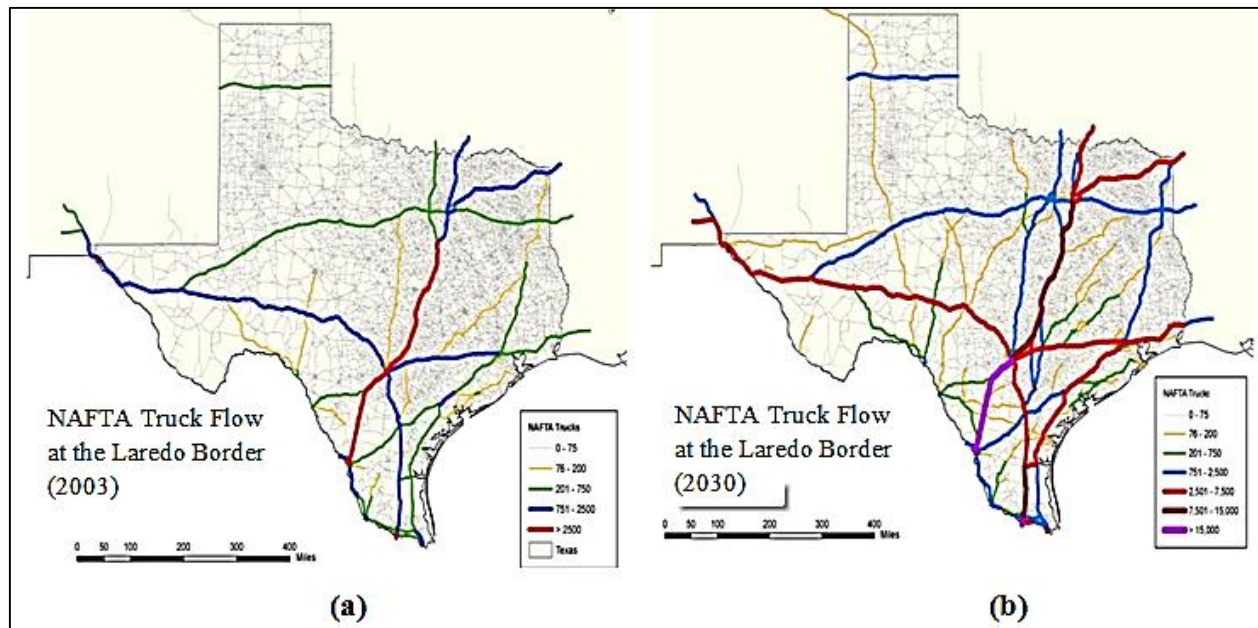 NAFTA Truck Flow
at the Laredo Border
(2003)
NAFTA Trucks
0 - 75
76 - 200
201 - 750
751 - 2500
> 2500
Texas
0 50 100 200 300 400
Miles
(a)
NAFTA Truck Flow
at the Laredo Border
(2030)
NAFTA Trucks
0 - 75
76 - 200
201 - 750
751 - 2,500
2,501 - 7,500
7,501 - 15,000
> 15,000
0 50 100 200 300 400
Miles
(b)